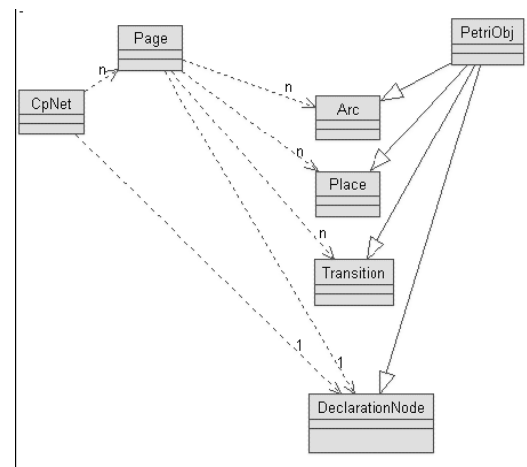 Page
PetriObj
n
n
CpNet
Arc
n
Place
n
Transition
1
1
DeclarationNode